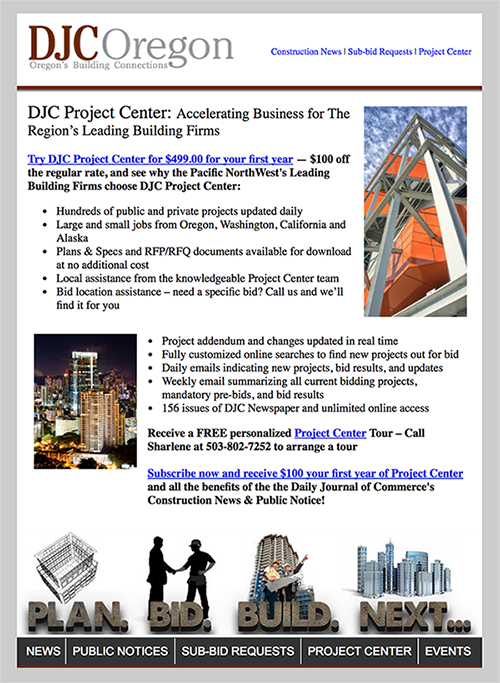 DJC Oregon
Oregon's Building Connections
Construction News | Sub-bid Requests | Project Center
DJC Project Center: Accelerating Business for The
Region's Leading Building Firms
Try DJC Project Center for $499.00 for your first year — $100 off
the regular rate, and see why the Pacific NorthWest's Leading
Building Firms choose DJC Project Center:
• Hundreds of public and private projects updated daily
• Large and small jobs from Oregon, Washington, California and
Alaska
• Plans & Specs and RFP/RFQ documents available for download
at no additional cost
• Local assistance from the knowledgeable Project Center team
• Bid location assistance – need a specific bid? Call us and we'll
find it for you
• Project addendum and changes updated in real time
• Fully customized online searches to find new projects out for bid
• Daily emails indicating new projects, bid results, and updates
• Weekly email summarizing all current bidding projects,
mandatory pre-bids, and bid results
• 156 issues of DJC Newspaper and unlimited online access
Receive a FREE personalized Project Center Tour – Call
Sharlene at 503-802-7252 to arrange a tour
Subscribe now and receive $100 your first year of Project Center
and all the benefits of the the Daily Journal of Commerce's
Construction News & Public Notice!
PLAN. BID. BUILD. NEXT...
NEWS | PUBLIC NOTICES | SUB-BID REQUESTS | PROJECT CENTER | EVENTS